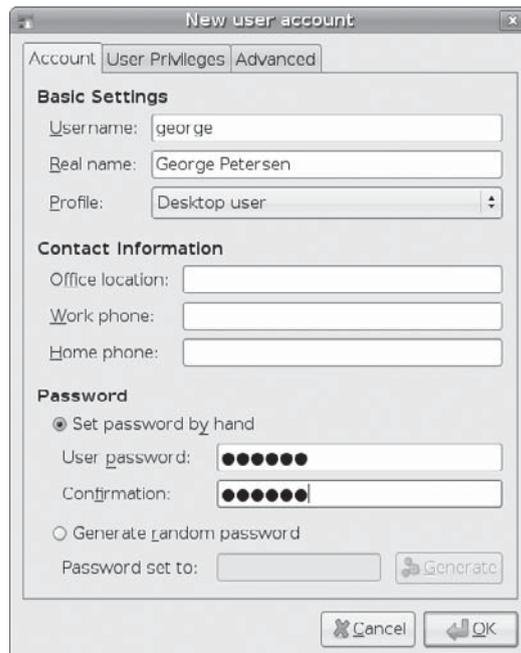 New user account
Account User Privileges Advanced
Basic Settings
Username: george
Real name: George Petersen
Profile: Desktop user
Contact Information
Office location:
Work phone:
Home phone:
Password
Set password by hand
User password: ●●●●●●
Confirmation: ●●●●●●
Generate random password
Password set to: Generate
Cancel OK